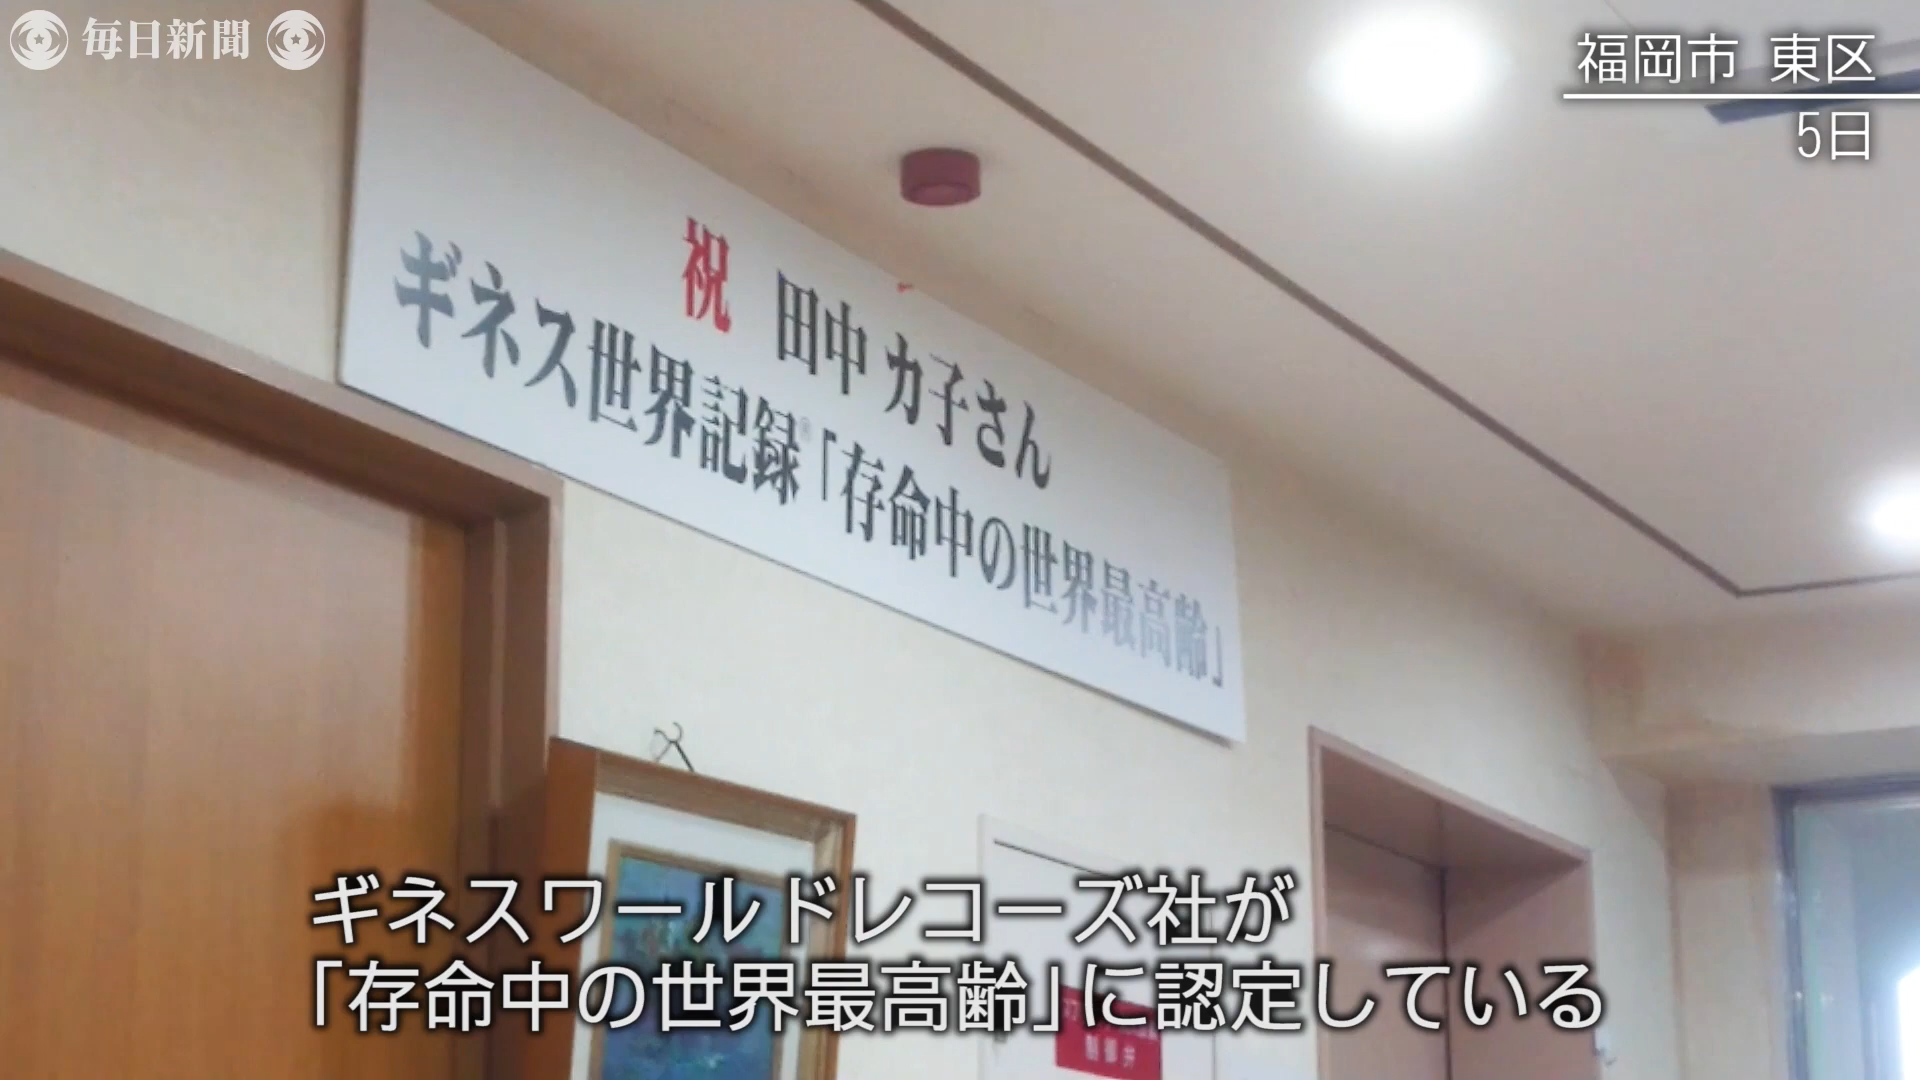 毎日新聞
福岡市 東区
5日
祝 田中 カ子さん
ギネス世界記録®「存命中の世界最高齢」
ギネスワールドレコーズ社が
「存命中の世界最高齢」に認定している
制御弁